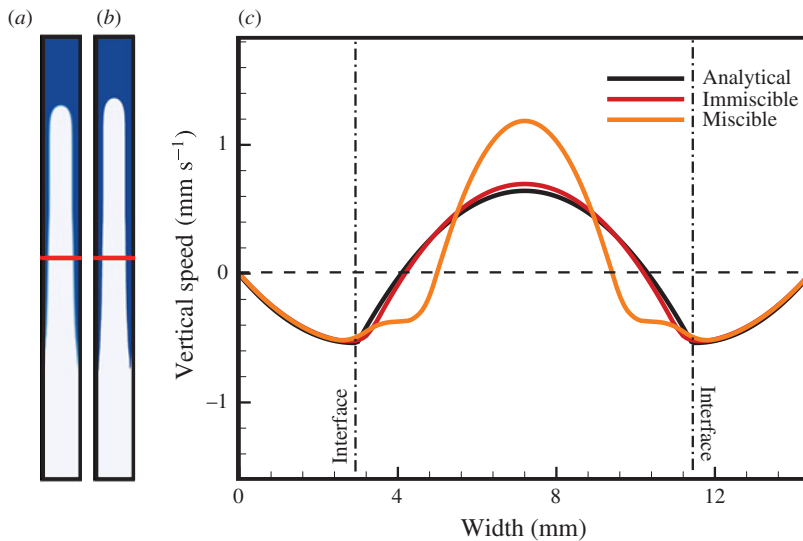 (a) (b) (c)
Analytical
Immiscible
Miscible
1
0
−1
Vertical speed (mm s⁻¹)
Interface
Interface
0 4 8 12
Width (mm)